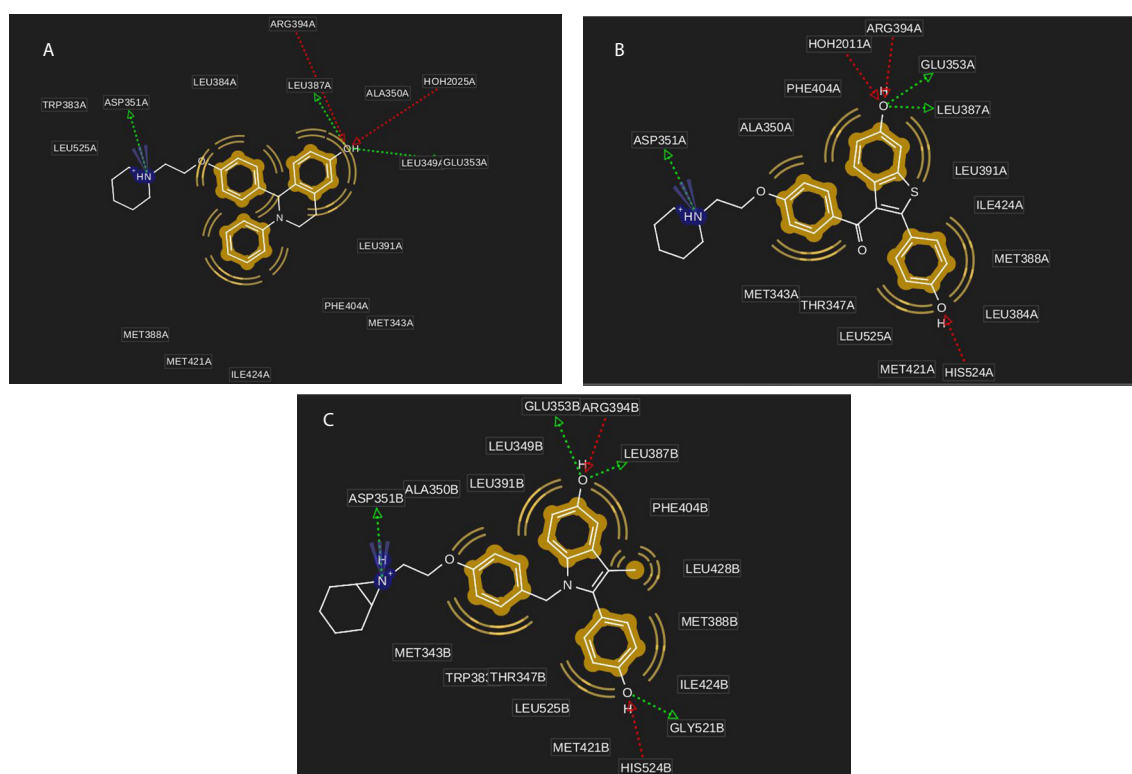 A
ARG394A
LEU384A
LEU387A
ALA350A
HOH2025A
TRP383A
ASP351A
LEU525A
O
OH
LEU349A
GLU353A
HN
N
LEU391A
PHE404A
MET343A
MET388A
MET421A
ILE424A
B
ARG394A
HOH2011A
GLU353A
PHE404A
H
O
LEU387A
ALA350A
ASP351A
LEU391A
O
S
ILE424A
+
HN
O
MET388A
MET343A
THR347A
O
H
LEU384A
LEU525A
MET421A
HIS524A
C
GLU353B
ARG394B
LEU349B
LEU387B
H
O
ALA350B
LEU391B
ASP351B
PHE404B
H
O
N+
LEU428B
N
MET388B
MET343B
THR347B
LEU525B
ILE424B
O
H
GLY521B
MET421B
HIS524B